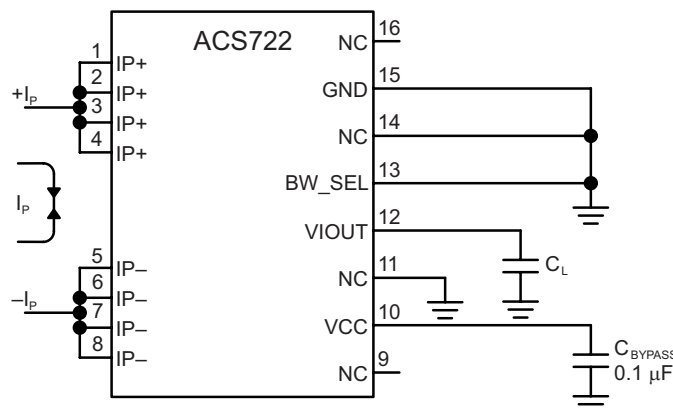 ACS722
1
IP+
2
IP+
3
IP+
4
IP+
+IP
IP
5
IP–
6
IP–
7
IP–
8
IP–
–IP
16
NC
15
GND
14
NC
13
BW_SEL
12
VIOUT
CL
11
NC
10
VCC
CBYPASS
0.1 µF
9
NC